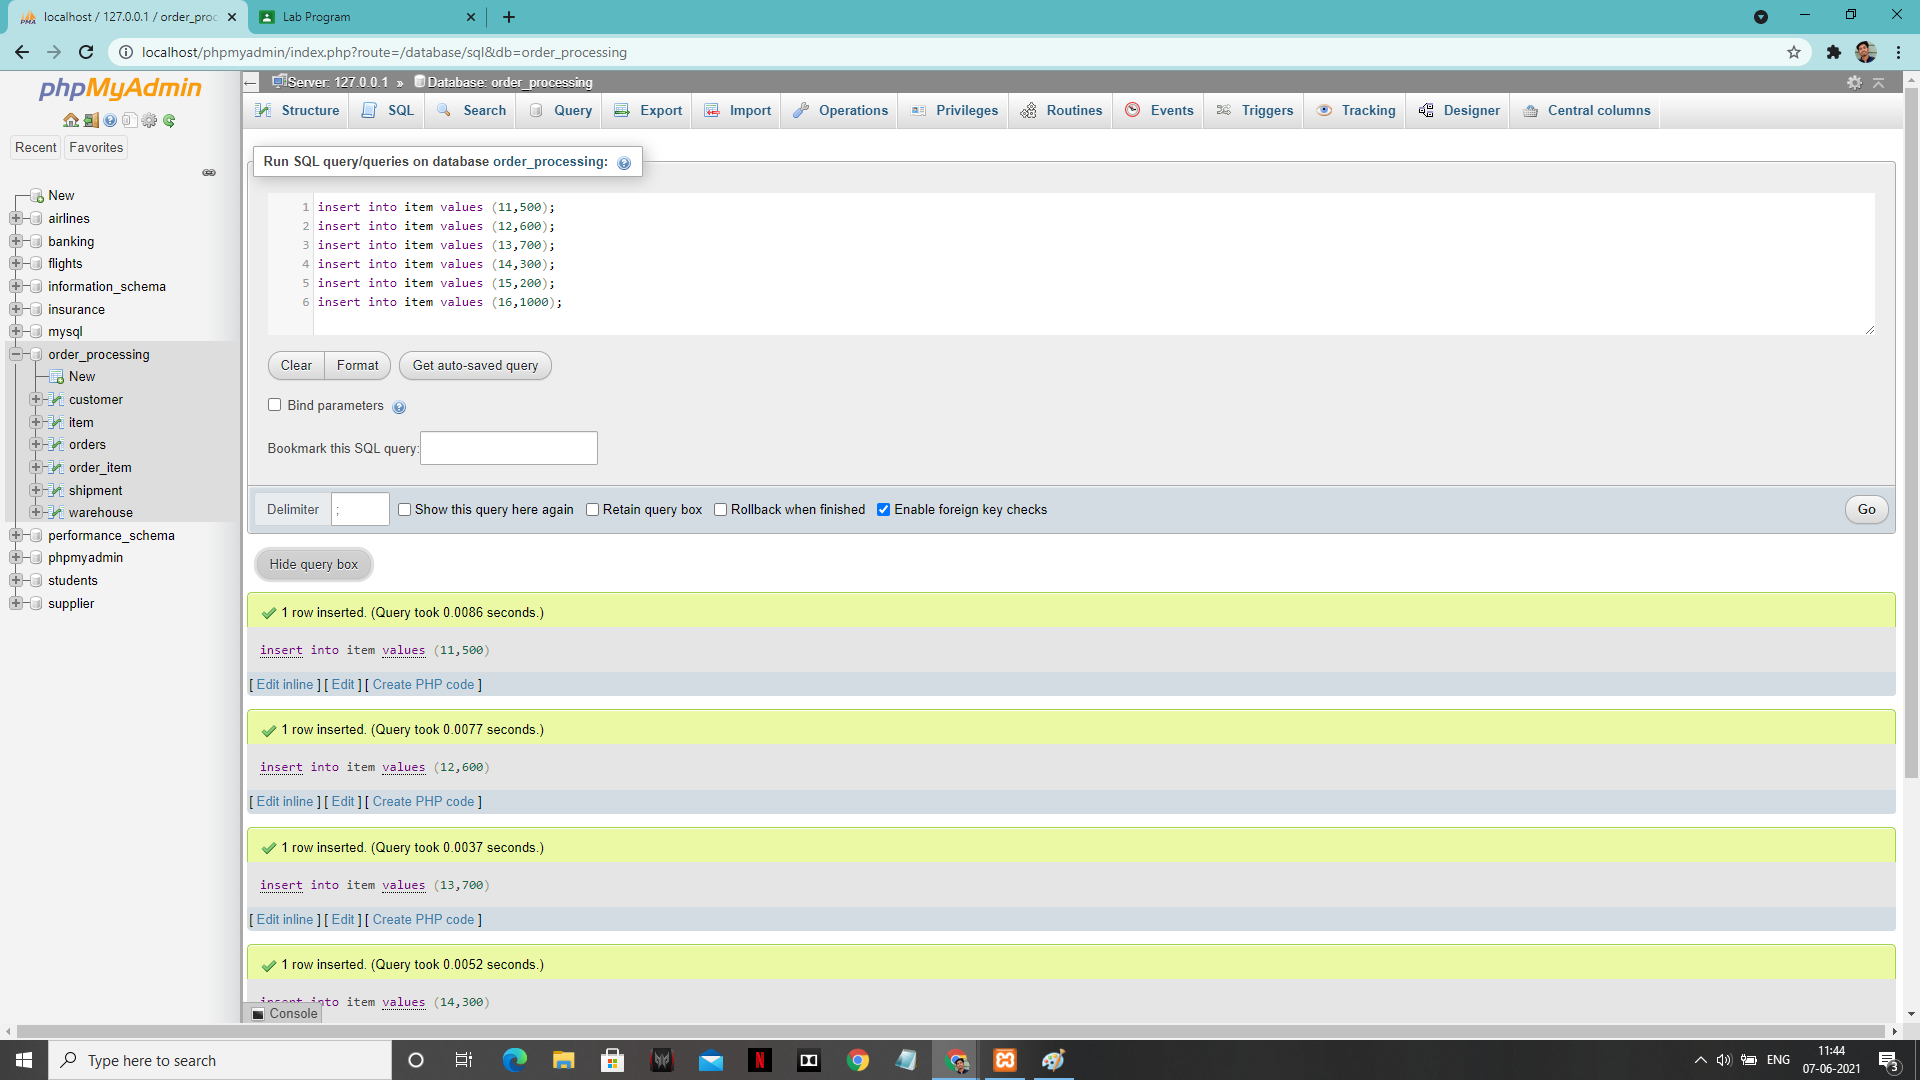 localhost / 127.0.0.1 / order_proc
Lab Program
localhost/phpmyadmin/index.php?route=/database/sql&db=order_processing
phpMyAdmin
Recent
Favorites
New
airlines
banking
flights
information_schema
insurance
mysql
order_processing
New
customer
item
orders
order_item
shipment
warehouse
performance_schema
phpmyadmin
students
supplier
Server: 127.0.0.1 » Database: order_processing
Structure SQL Search Query Export Import Operations Privileges Routines Events Triggers Tracking Designer Central columns
Run SQL query/queries on database order_processing:
1 insert into item values (11,500);
2 insert into item values (12,600);
3 insert into item values (13,700);
4 insert into item values (14,300);
5 insert into item values (15,200);
6 insert into item values (16,1000);
Clear Format Get auto-saved query
Bind parameters
Bookmark this SQL query:
Delimiter ; Show this query here again Retain query box Rollback when finished Enable foreign key checks Go
Hide query box
1 row inserted. (Query took 0.0086 seconds.)
insert into item values (11,500)
[ Edit inline ] [ Edit ] [ Create PHP code ]
1 row inserted. (Query took 0.0077 seconds.)
insert into item values (12,600)
[ Edit inline ] [ Edit ] [ Create PHP code ]
1 row inserted. (Query took 0.0037 seconds.)
insert into item values (13,700)
[ Edit inline ] [ Edit ] [ Create PHP code ]
1 row inserted. (Query took 0.0052 seconds.)
insert into item values (14,300)
Console
Type here to search
ENG
11:44
07-06-2021
3